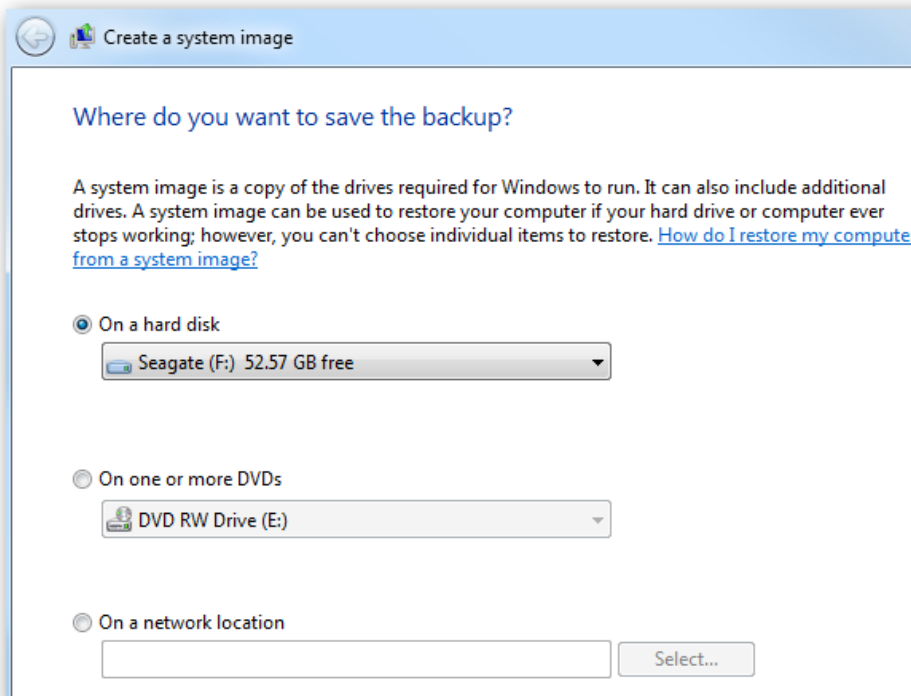 Create a system image
Where do you want to save the backup?
A system image is a copy of the drives required for Windows to run. It can also include additional
drives. A system image can be used to restore your computer if your hard drive or computer ever
stops working; however, you can't choose individual items to restore. How do I restore my compute
from a system image?
On a hard disk
Seagate (F:)  52.57 GB free
On one or more DVDs
DVD RW Drive (E:)
On a network location
Select...